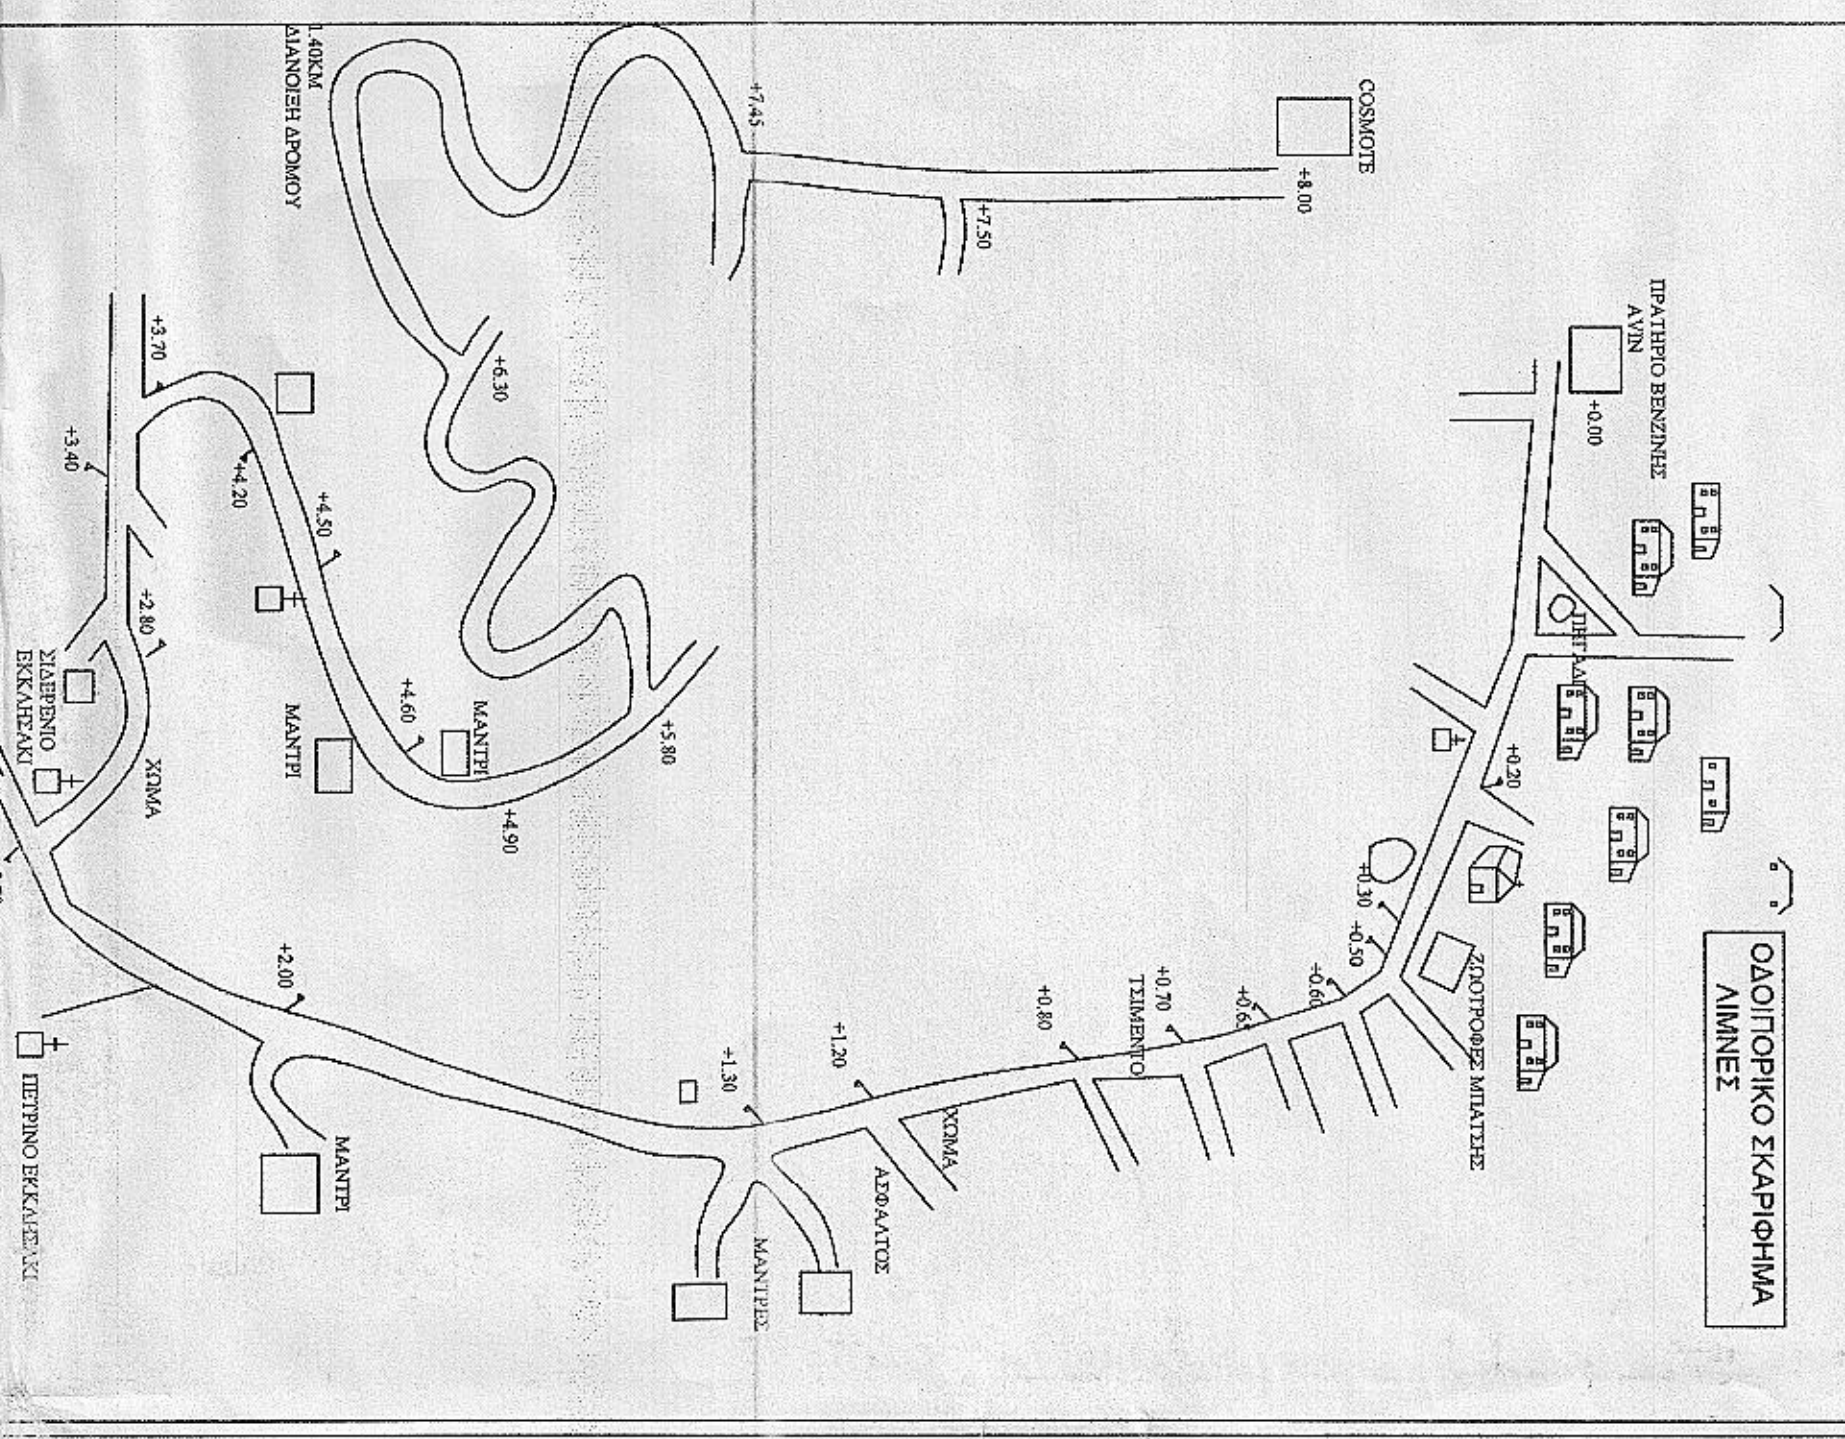 ΟΔΟΙΠΟΡΙΚΟ ΣΚΑΡΙΦΗΜΑ
ΛΙΜΝΕΣ
ΠΡΑΤΗΡΙΟ ΒΕΝΖΙΝΗΣ
AVIN
+0.00
ΠΗΓΑΔΙ
+0.20
+0.30
+0.50
ΖΩΟΤΡΟΦΕΣ ΜΠΑΤΣΗΣ
+0.60
+0.65
+0.70
ΤΣΙΜΕΝΤΟ
+0.80
ΧΩΜΑ
ΑΣΦΑΛΤΟΣ
+1.20
+1.30
ΜΑΝΤΡΕΣ
ΜΑΝΤΡΙ
+2.00
ΠΕΤΡΙΝΟ ΕΚΚΛΗΣΑΚΙ
ΧΩΜΑ
ΣΙΔΕΡΕΝΙΟ
ΕΚΚΛΗΣΑΚΙ
+2.80
+3.40
+3.70
+4.20
+4.50
+4.60
ΜΑΝΤΡΙ
ΜΑΝΤΡΙ
+4.90
+5.80
+6.30
1.40KM
ΔΙΑΝΟΙΞΗ ΔΡΟΜΟΥ
+7.45
+7.50
+8.00
COSMOTE